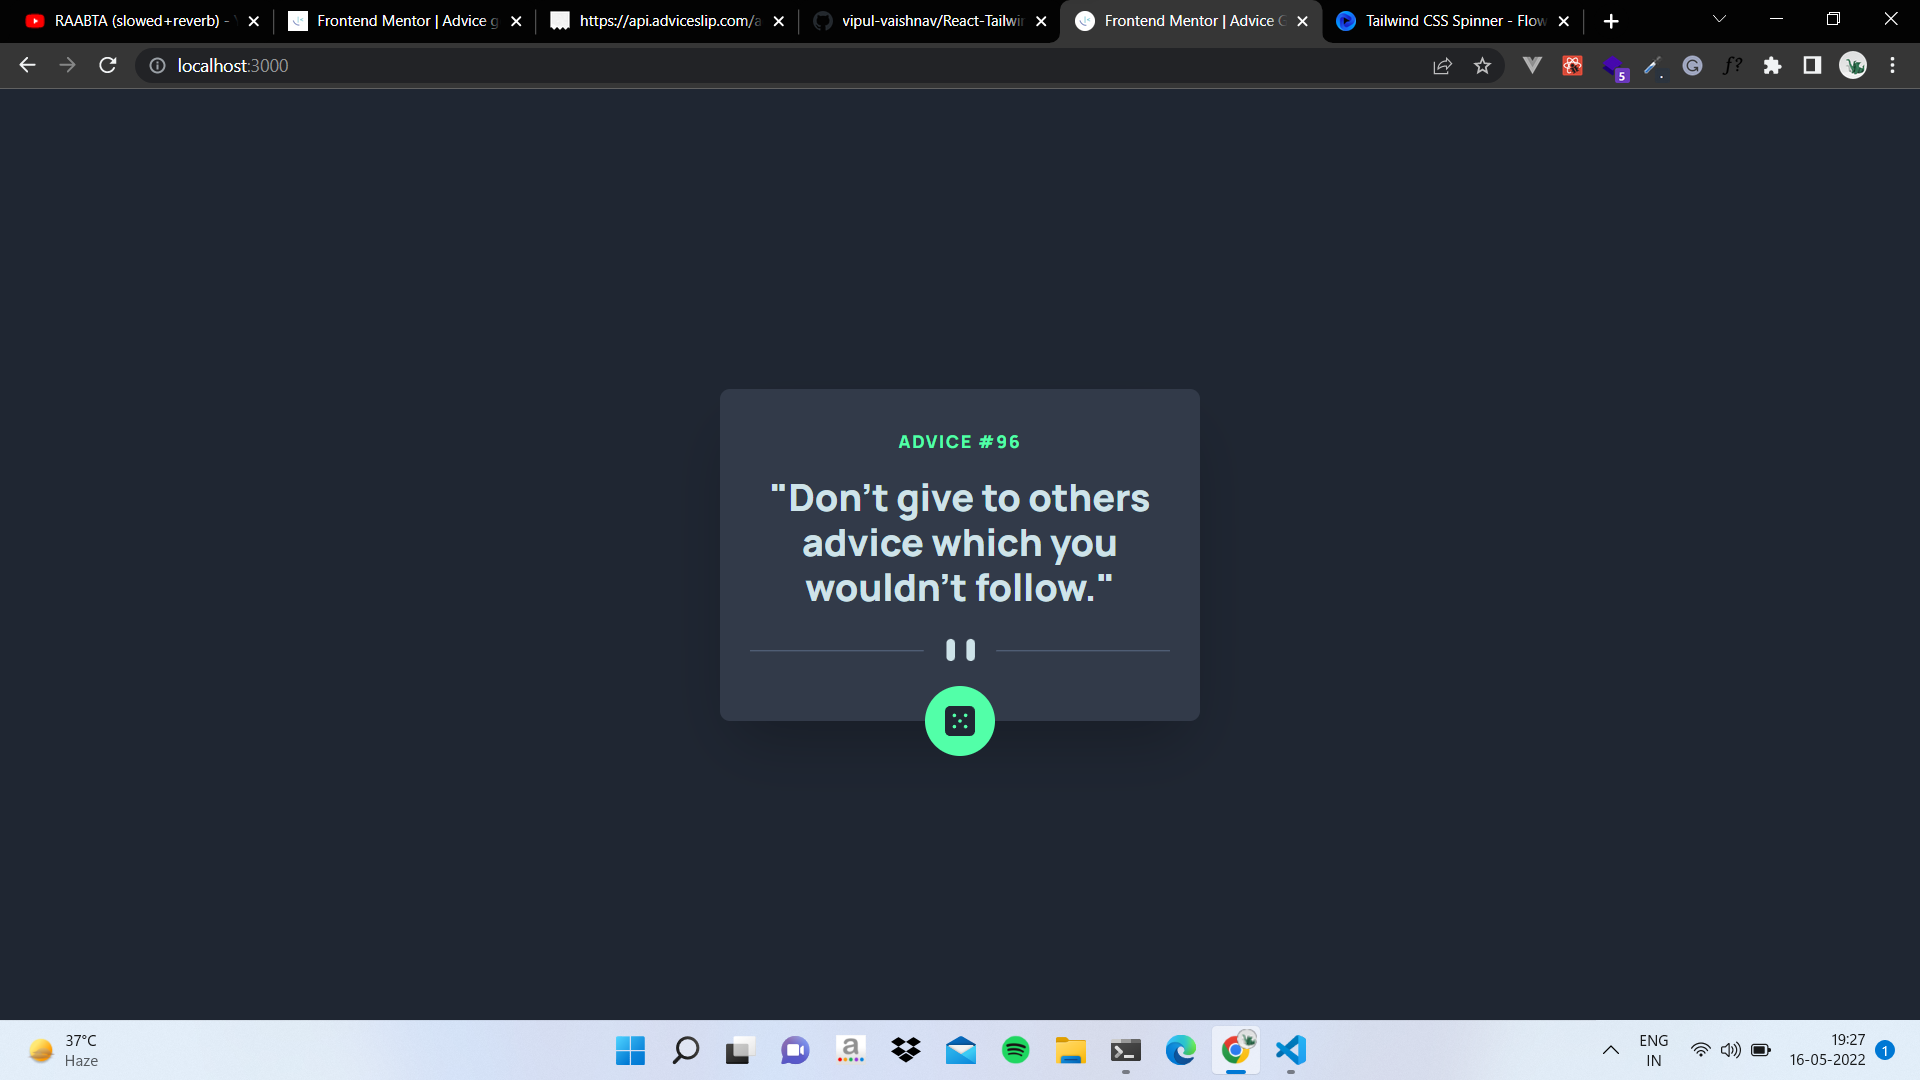 RAABTA (slowed+reverb) -
Frontend Mentor | Advice g
https://api.adviceslip.com/a
vipul-vaishnav/React-Tailwi
Frontend Mentor | Advice G
Tailwind CSS Spinner - Flow
localhost:3000
5
ADVICE #96
"Don't give to others
advice which you
wouldn't follow."
37°C
Haze
ENG
IN
19:27
16-05-2022
1